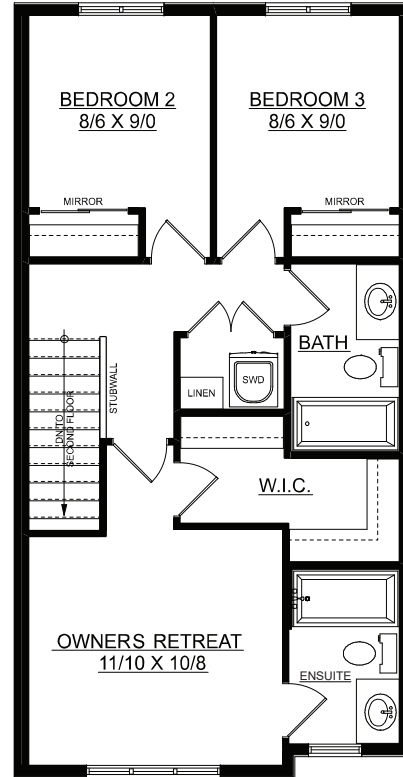 BEDROOM 2
8/6 X 9/0
BEDROOM 3
8/6 X 9/0
MIRROR
MIRROR
BATH
STUBWALL
DN TO
SECOND FLOOR
LINEN
SWD
W.I.C.
OWNERS RETREAT
11/10 X 10/8
ENSUITE